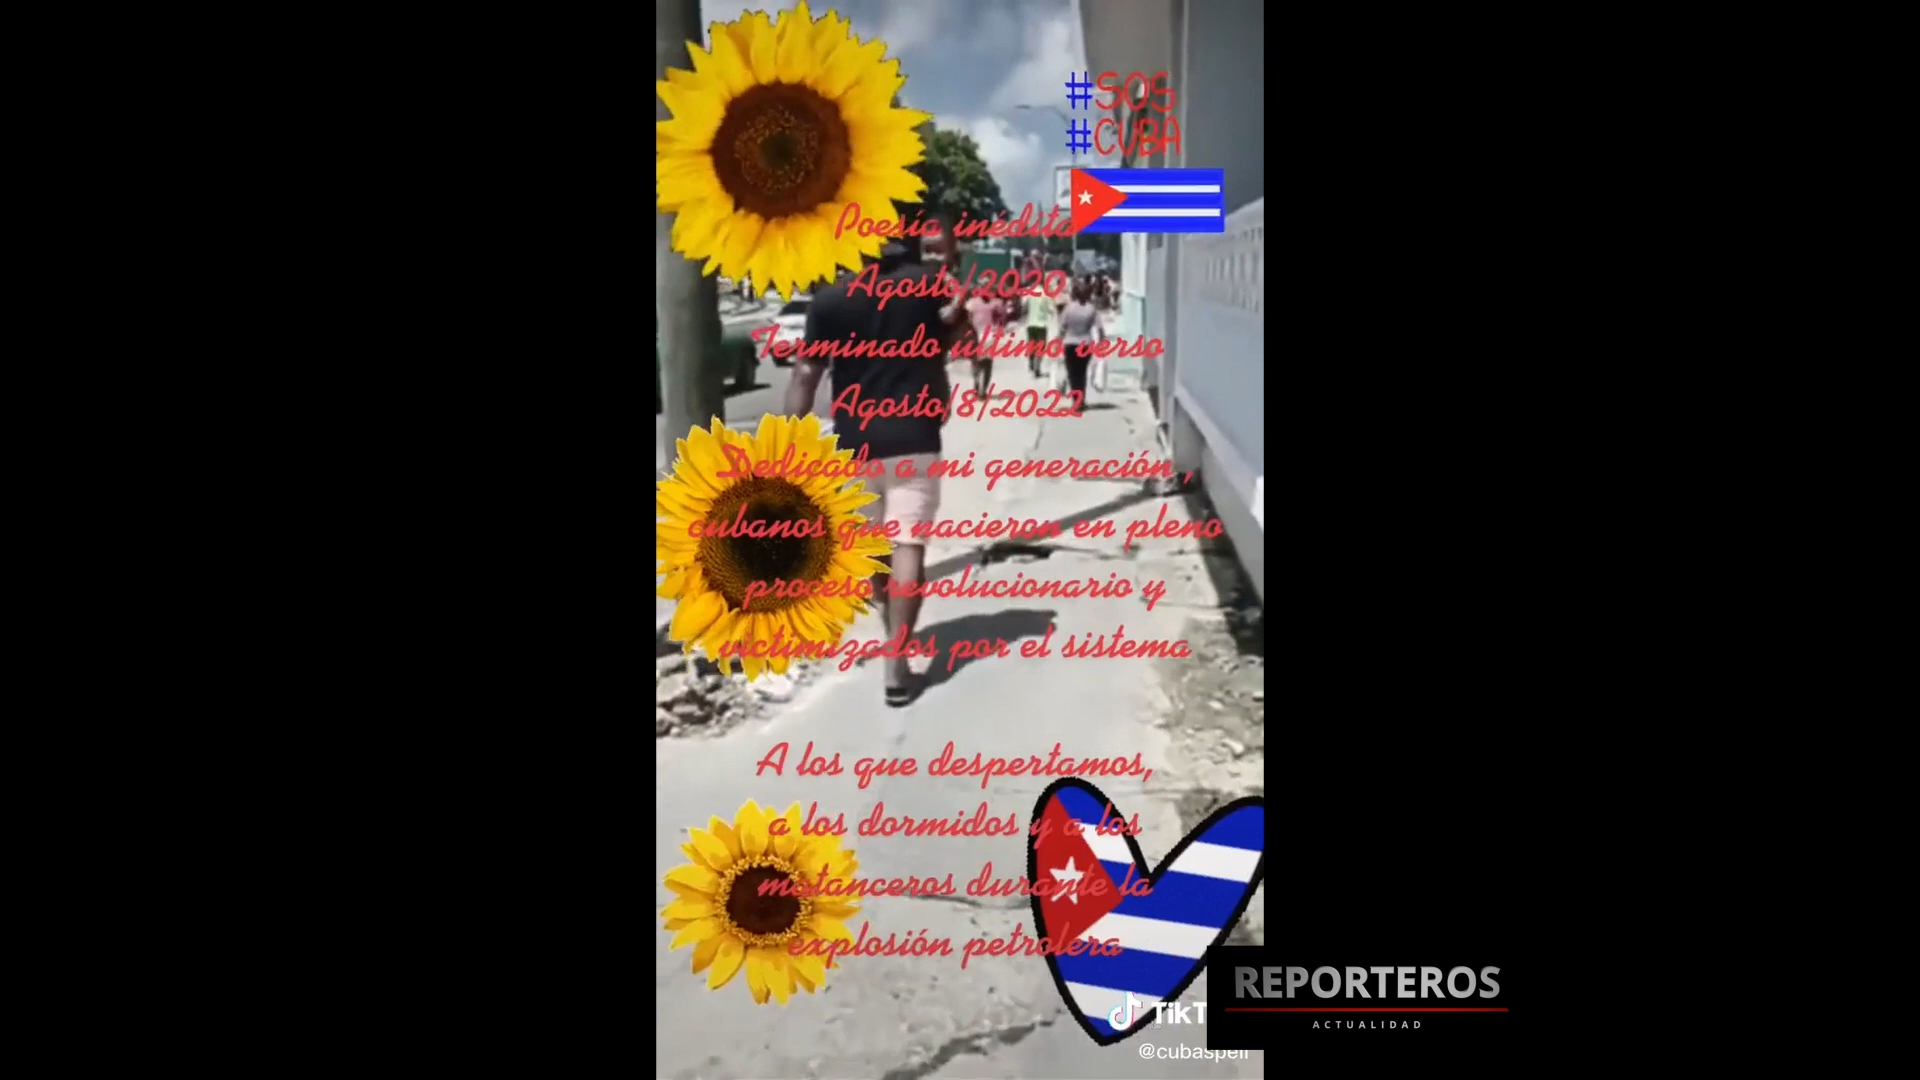 #SOS
#CUBA
Poesía inédita
Agosto/2020
Terminado último verso
Agosto/8/2022
Dedicado a mi generación ,
cubanos que nacieron en pleno
proceso revolucionario y
victimizados por el sistema
A los que despertamos,
a los dormidos y a los
matanceros durante la
explosión petrolera
REPORTEROS
ACTUALIDAD